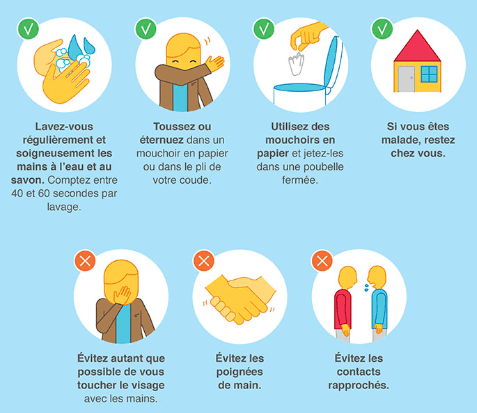 Lavez-vous
régulièrement et
soigneusement les
mains à l'eau et au
savon. Comptez entre
40 et 60 secondes par
lavage.
Toussez ou
éternuez dans un
mouchoir en papier
ou dans le pli de
votre coude.
Utilisez des
mouchoirs en
papier et jetez-les
dans une poubelle
fermée.
Si vous êtes
malade, restez
chez vous.
Évitez autant que
possible de vous
toucher le visage
avec les mains.
Évitez les
poignées
de main.
Évitez les
contacts
rapprochés.